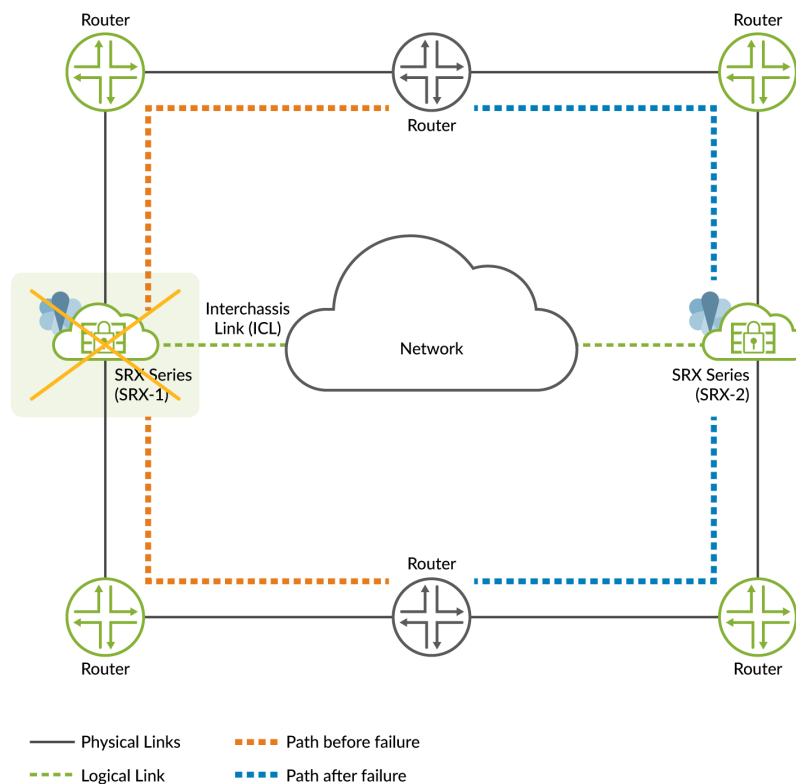 Router
Router
Router
Interchassis
Link (ICL)
Network
SRX Series
(SRX-1)
SRX Series
(SRX-2)
Router
Router
Router
Physical Links
Path before failure
Logical Link
Path after failure